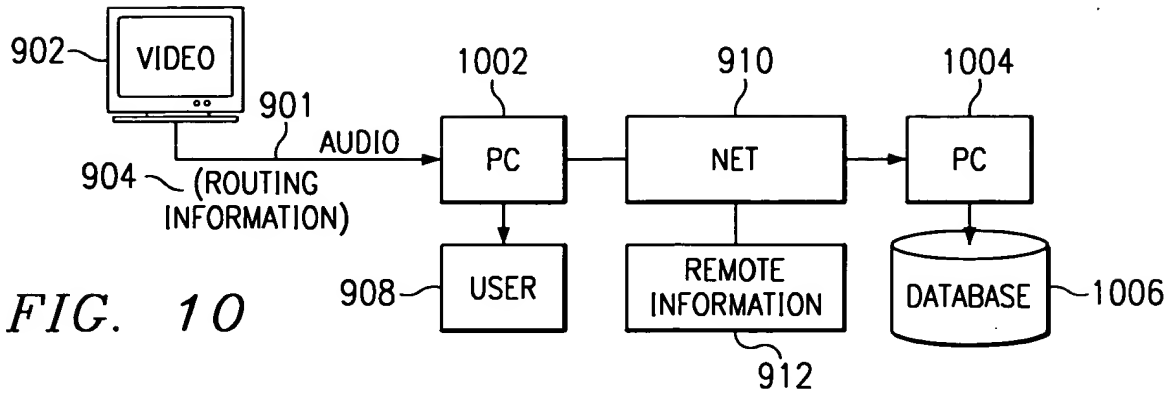 902
VIDEO
901
AUDIO
904
(ROUTING
INFORMATION)
1002
PC
910
NET
1004
PC
908
USER
REMOTE
INFORMATION
912
DATABASE
1006
FIG. 10